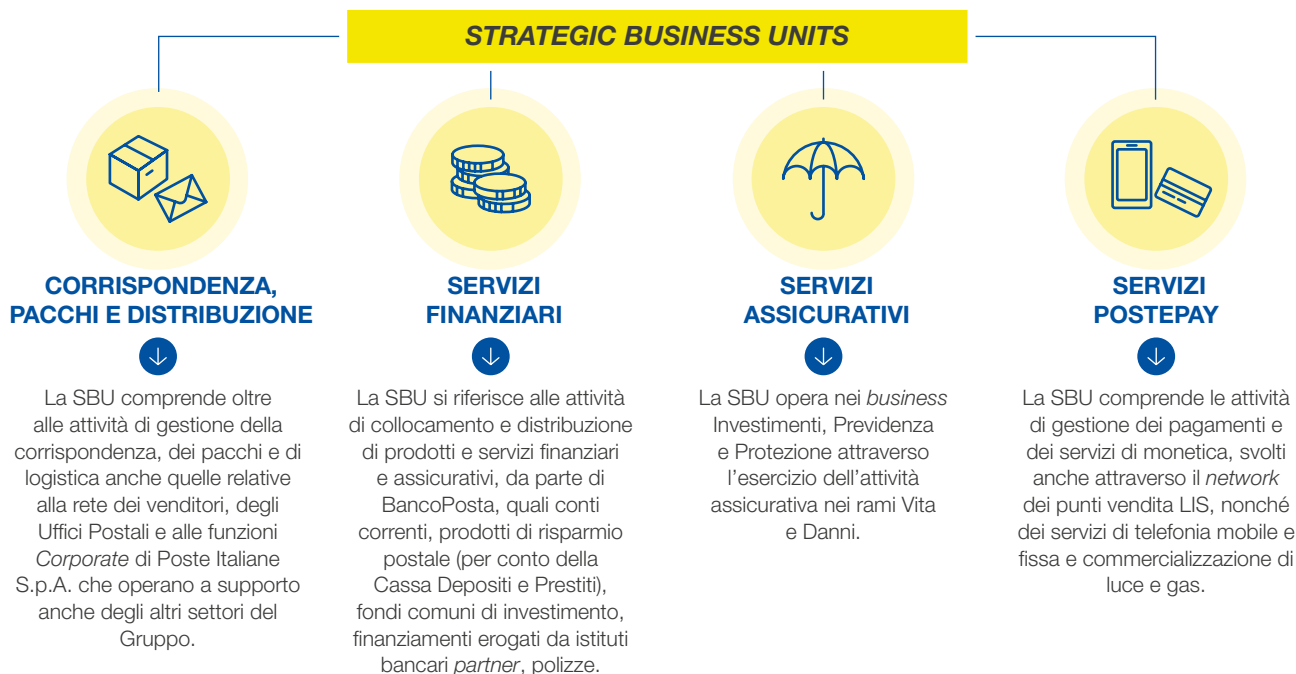 STRATEGIC BUSINESS UNITS
CORRISPONDENZA,
PACCHI E DISTRIBUZIONE
La SBU comprende oltre
alle attività di gestione della
corrispondenza, dei pacchi e di
logistica anche quelle relative
alla rete dei venditori, degli
Uffici Postali e alle funzioni
Corporate di Poste Italiane
S.p.A. che operano a supporto
anche degli altri settori del
Gruppo.
SERVIZI
FINANZIARI
La SBU si riferisce alle attività
di collocamento e distribuzione
di prodotti e servizi finanziari
e assicurativi, da parte di
BancoPosta, quali conti
correnti, prodotti di risparmio
postale (per conto della
Cassa Depositi e Prestiti),
fondi comuni di investimento,
finanziamenti erogati da istituti
bancari partner, polizze.
SERVIZI
ASSICURATIVI
La SBU opera nei business
Investimenti, Previdenza
e Protezione attraverso
l'esercizio dell'attività
assicurativa nei rami Vita
e Danni.
SERVIZI
POSTEPAY
La SBU comprende le attività
di gestione dei pagamenti e
dei servizi di monetica, svolti
anche attraverso il network
dei punti vendita LIS, nonché
dei servizi di telefonia mobile e
fissa e commercializzazione di
luce e gas.